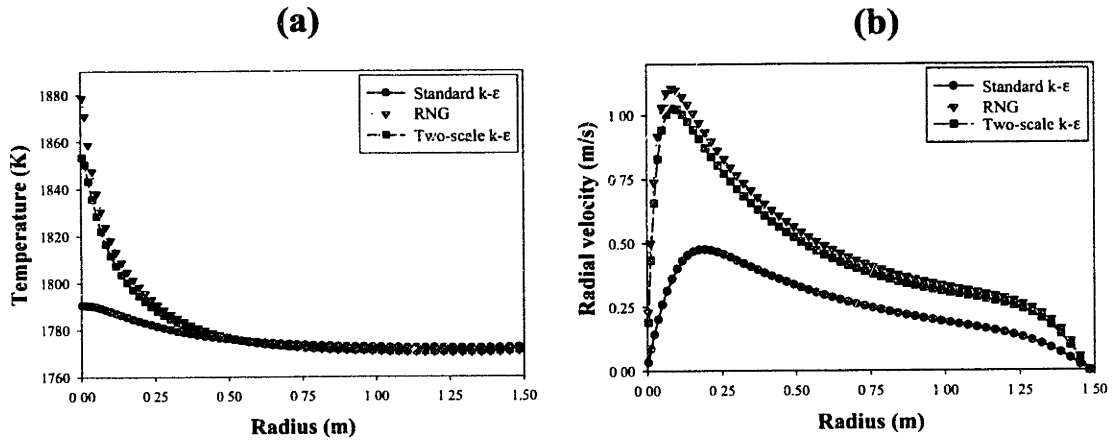 (a)
1880
1860
1840
1820
1800
1780
1760
Temperature (K)
0 00 0 25 0 50 0 75 1 00 1 25 1 50
Radius (m)
Standard k-ε
RNG
Two-scale k-ε
(b)
1.00
0.75
0.50
0.25
0 00
Radial velocity (m/s)
0 00 0 25 0 50 0 75 1 00 1 25 1 50
Radius (m)
Standard k-ε
RNG
Two-scale k-ε